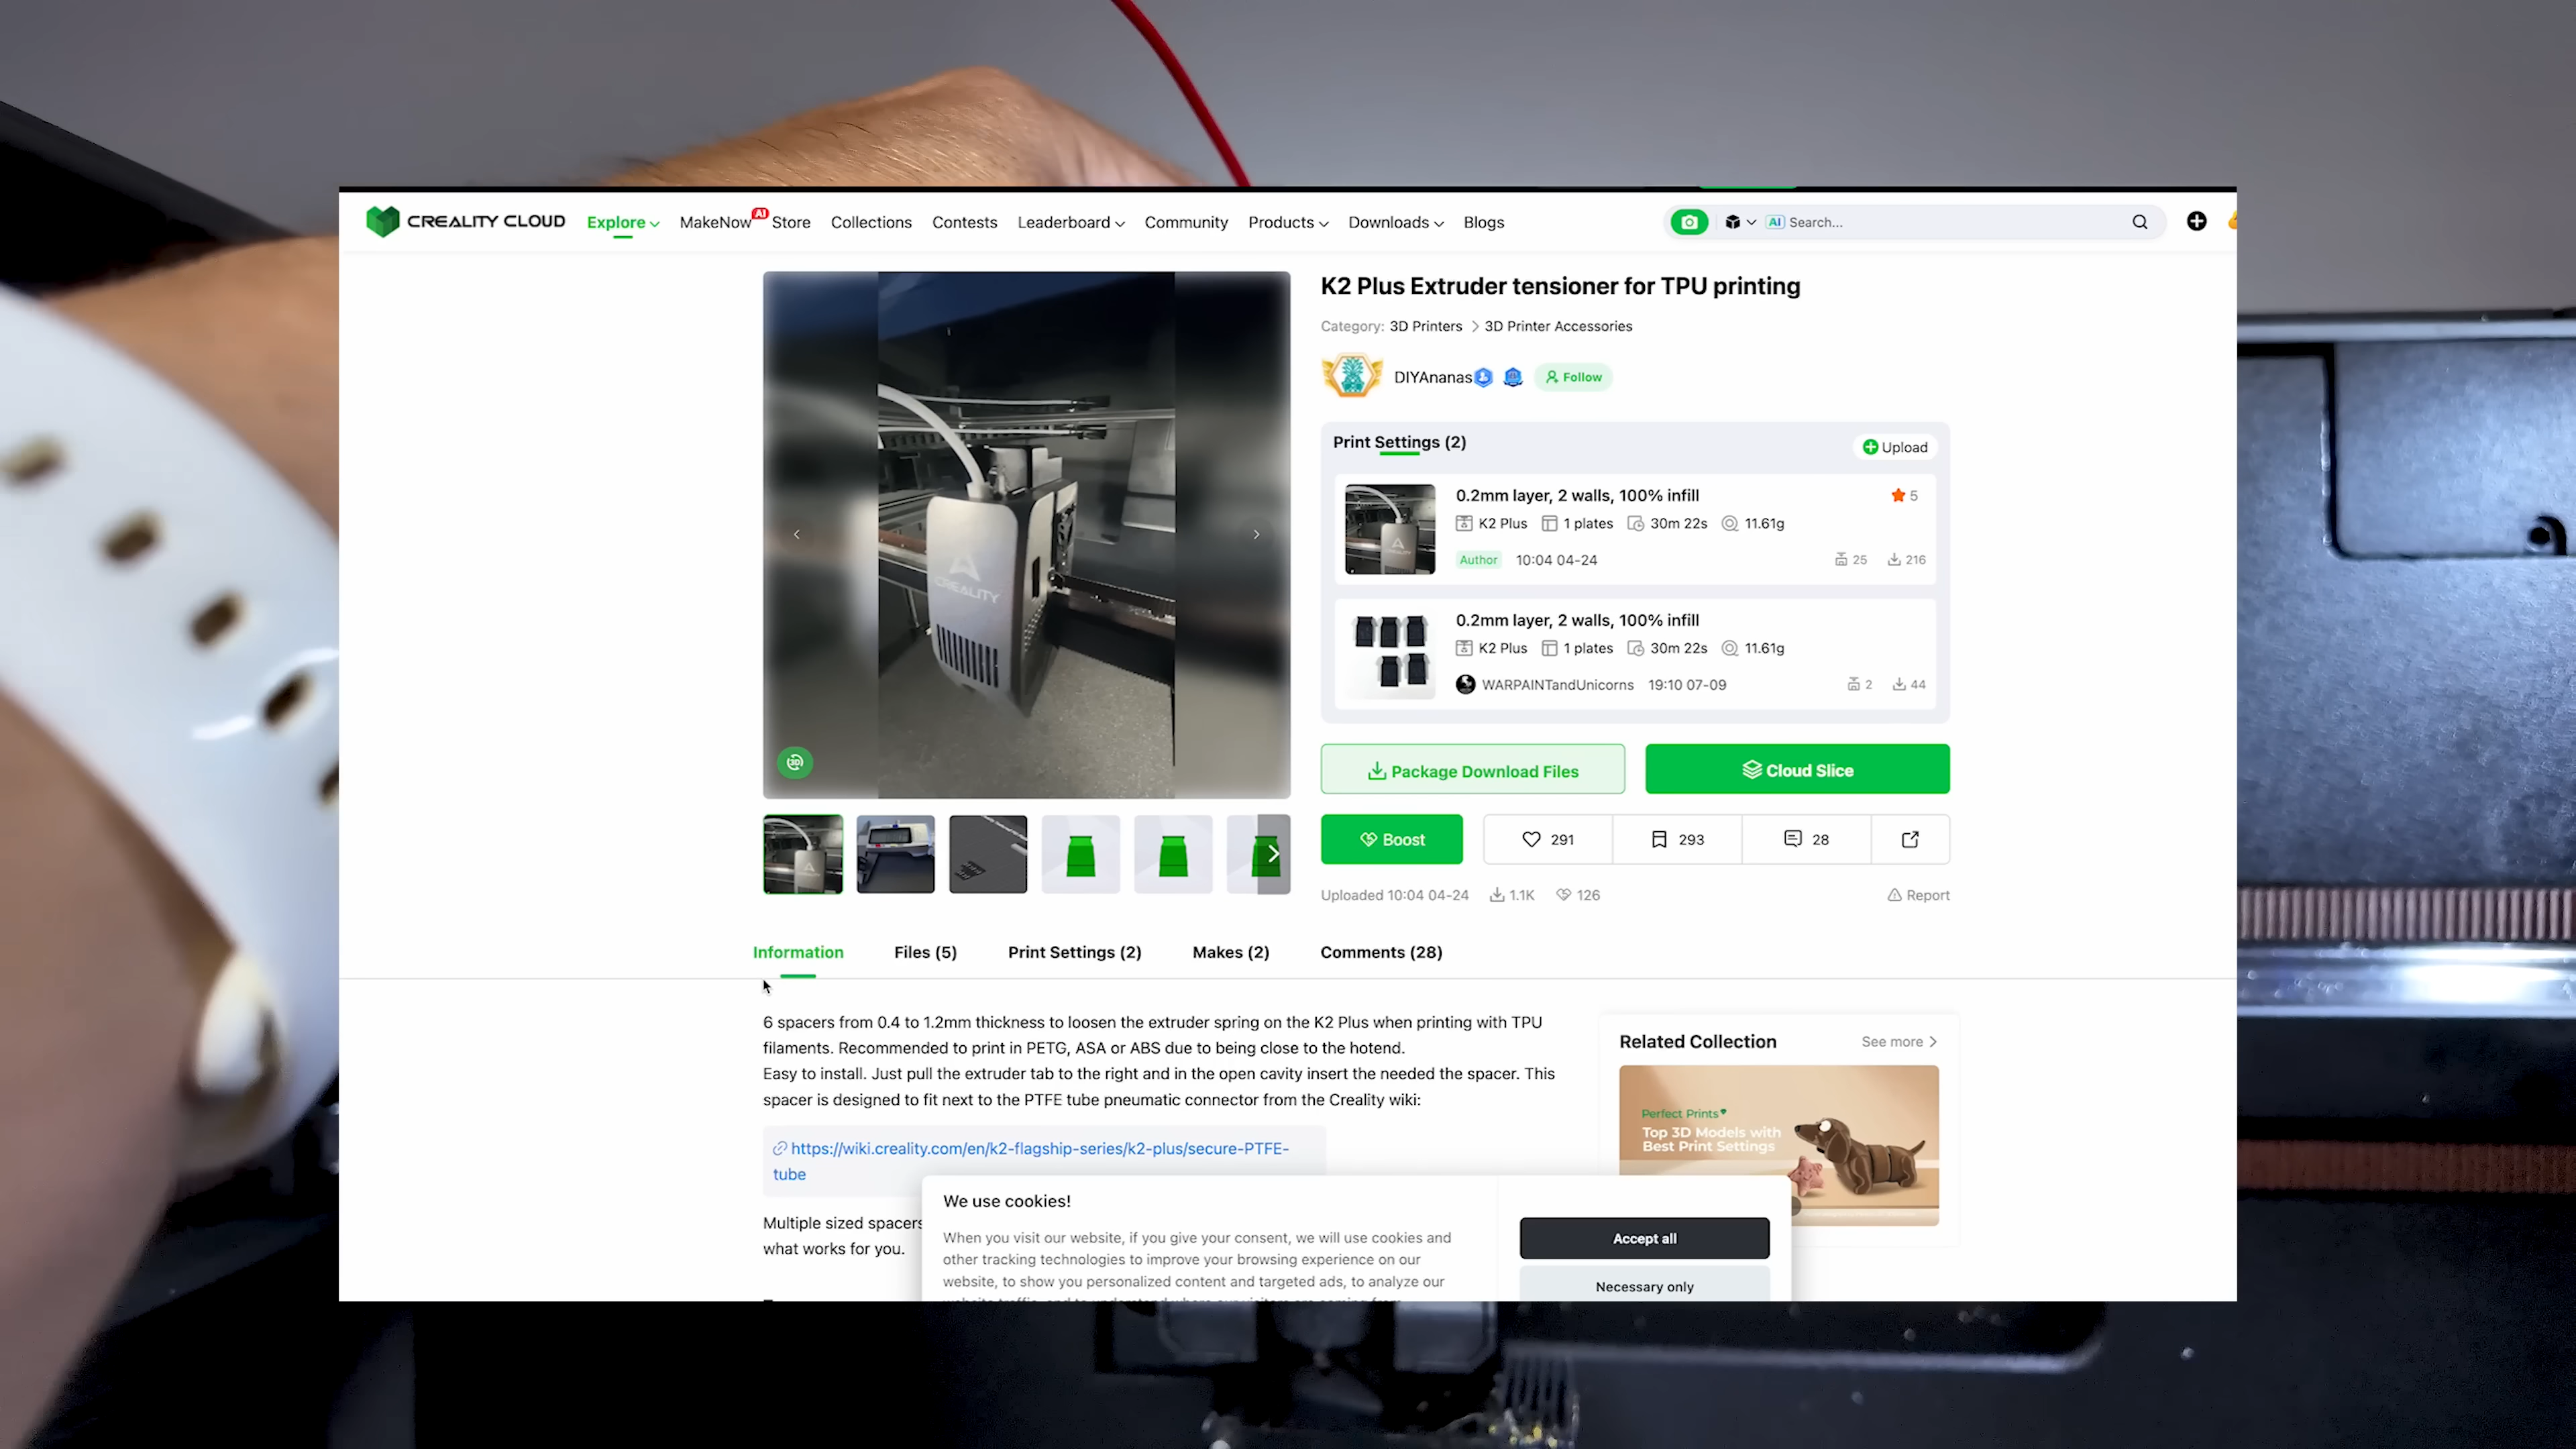 CREALITY CLOUD
Explore
MakeNow
AI
Store
Collections
Contests
Leaderboard
Community
Products
Downloads
Blogs
AI
Search...
K2 Plus Extruder tensioner for TPU printing
Category: 3D Printers > 3D Printer Accessories
DIYAnanas
Follow
Print Settings (2)
Upload
0.2mm layer, 2 walls, 100% infill
5
K2 Plus 1 plates 30m 22s 11.61g
Author 10:04 04-24
25 216
0.2mm layer, 2 walls, 100% infill
K2 Plus 1 plates 30m 22s 11.61g
WARPAINTandUnicorns 19:10 07-09
2 44
CREALITY
3D
Package Download Files
Cloud Slice
Boost
291
293
28
Uploaded 10:04 04-24 1.1K 126
Report
Information
Files (5)
Print Settings (2)
Makes (2)
Comments (28)
6 spacers from 0.4 to 1.2mm thickness to loosen the extruder spring on the K2 Plus when printing with TPU
filaments. Recommended to print in PETG, ASA or ABS due to being close to the hotend.
Easy to install. Just pull the extruder tab to the right and in the open cavity insert the needed the spacer. This
spacer is designed to fit next to the PTFE tube pneumatic connector from the Creality wiki:
https://wiki.creality.com/en/k2-flagship-series/k2-plus/secure-PTFE-
tube
Multiple sized spacers
what works for you.
Related Collection
See more >
Perfect Prints
Top 3D Models with
Best Print Settings
We use cookies!
When you visit our website, if you give your consent, we will use cookies and
other tracking technologies to improve your browsing experience on our
website, to show you personalized content and targeted ads, to analyze our
Accept all
Necessary only